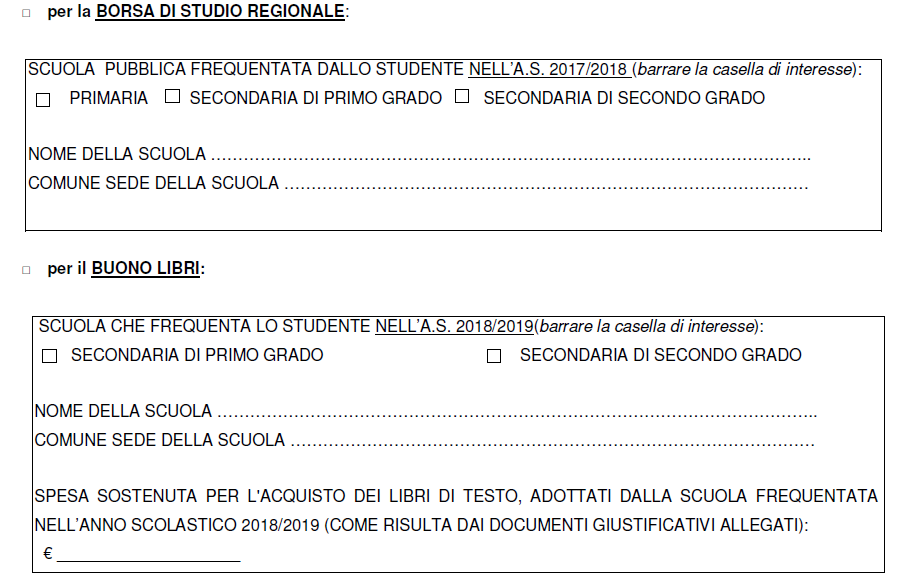 □ per la BORSA DI STUDIO REGIONALE:
SCUOLA PUBBLICA FREQUENTATA DALLO STUDENTE NELL'A.S. 2017/2018 (barrare la casella di interesse):
□ PRIMARIA □ SECONDARIA DI PRIMO GRADO □ SECONDARIA DI SECONDO GRADO
NOME DELLA SCUOLA …………………………………………………………………………………………………..
COMUNE SEDE DELLA SCUOLA ………………………………………………………………………………………
□ per il BUONO LIBRI:
SCUOLA CHE FREQUENTA LO STUDENTE NELL'A.S. 2018/2019(barrare la casella di interesse):
□ SECONDARIA DI PRIMO GRADO □ SECONDARIA DI SECONDO GRADO
NOME DELLA SCUOLA …………………………………………………………………………………………………..
COMUNE SEDE DELLA SCUOLA ………………………………………………………………………………………
SPESA SOSTENUTA PER L'ACQUISTO DEI LIBRI DI TESTO, ADOTTATI DALLA SCUOLA FREQUENTATA
NELL'ANNO SCOLASTICO 2018/2019 (COME RISULTA DAI DOCUMENTI GIUSTIFICATIVI ALLEGATI):
€ ____________________